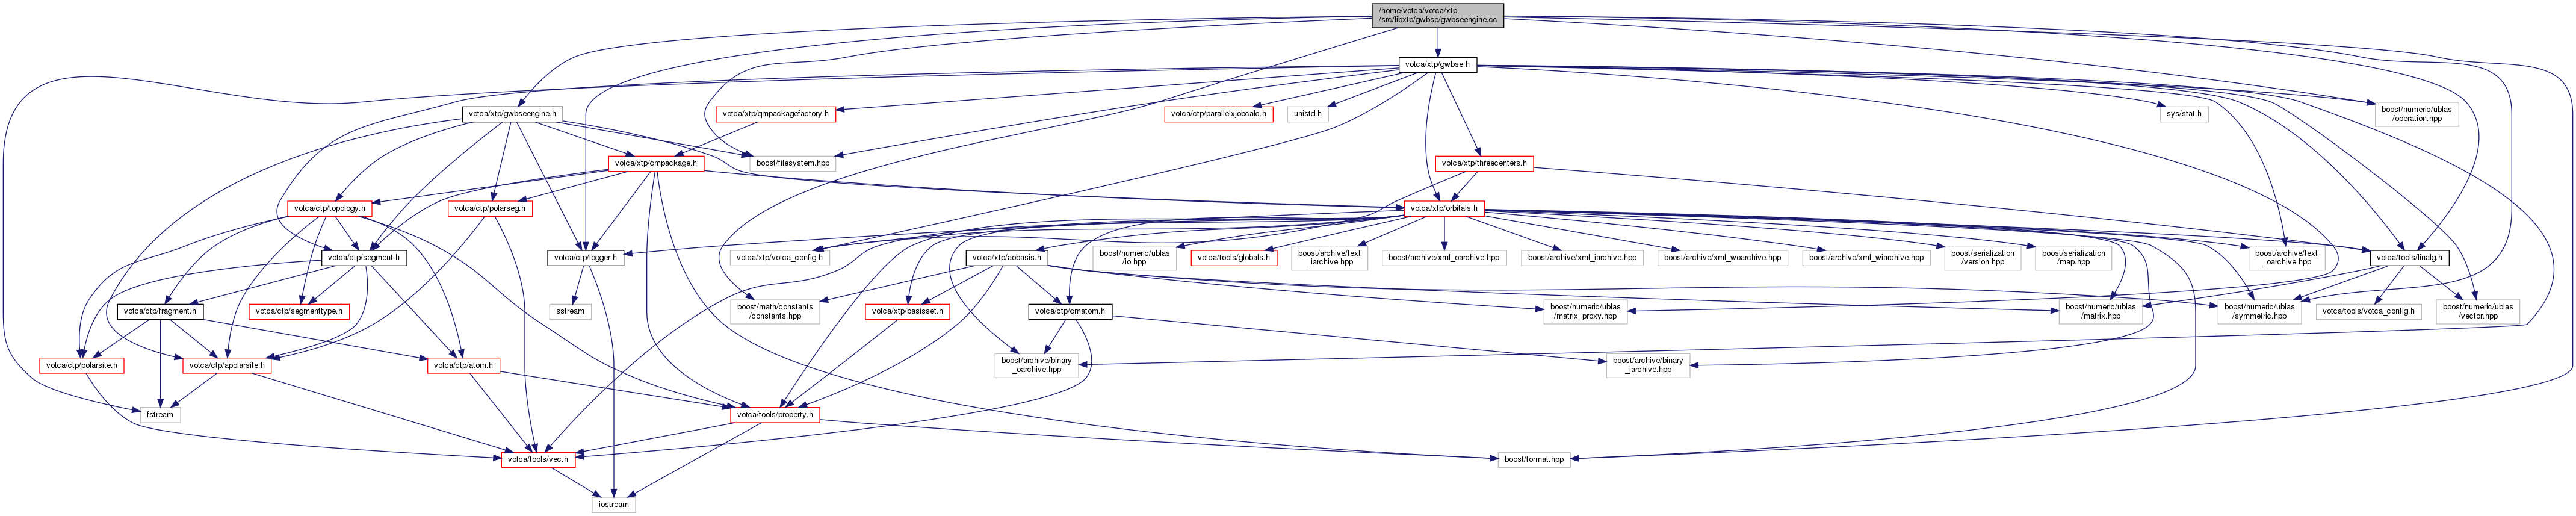 /home/votca/votca/xtp
/src/libxtp/gwbse/gwbseengine.cc
votca/xtp/gwbse.h
votca/xtp/gwbseengine.h
votca/xtp/qmpackagefactory.h
votca/ctp/parallelxjobcalc.h
unistd.h
sys/stat.h
boost/numeric/ublas
/operation.hpp
votca/xtp/qmpackage.h
boost/filesystem.hpp
votca/xtp/threecenters.h
votca/ctp/topology.h
votca/ctp/polarseg.h
votca/xtp/orbitals.h
votca/ctp/segment.h
votca/ctp/logger.h
votca/xtp/votca_config.h
votca/xtp/aobasis.h
boost/numeric/ublas
/io.hpp
votca/tools/globals.h
boost/archive/text
_iarchive.hpp
boost/archive/xml_oarchive.hpp
boost/archive/xml_iarchive.hpp
boost/archive/xml_woarchive.hpp
boost/archive/xml_wiarchive.hpp
boost/serialization
/version.hpp
boost/serialization
/map.hpp
boost/archive/text
_oarchive.hpp
votca/tools/linalg.h
votca/ctp/fragment.h
votca/ctp/segmenttype.h
sstream
boost/math/constants
/constants.hpp
votca/xtp/basisset.h
votca/ctp/qmatom.h
boost/numeric/ublas
/matrix_proxy.hpp
boost/numeric/ublas
/matrix.hpp
boost/numeric/ublas
/symmetric.hpp
votca/tools/votca_config.h
boost/numeric/ublas
/vector.hpp
votca/ctp/polarsite.h
votca/ctp/apolarsite.h
votca/ctp/atom.h
boost/archive/binary
_oarchive.hpp
boost/archive/binary
_iarchive.hpp
fstream
votca/tools/property.h
votca/tools/vec.h
boost/format.hpp
iostream